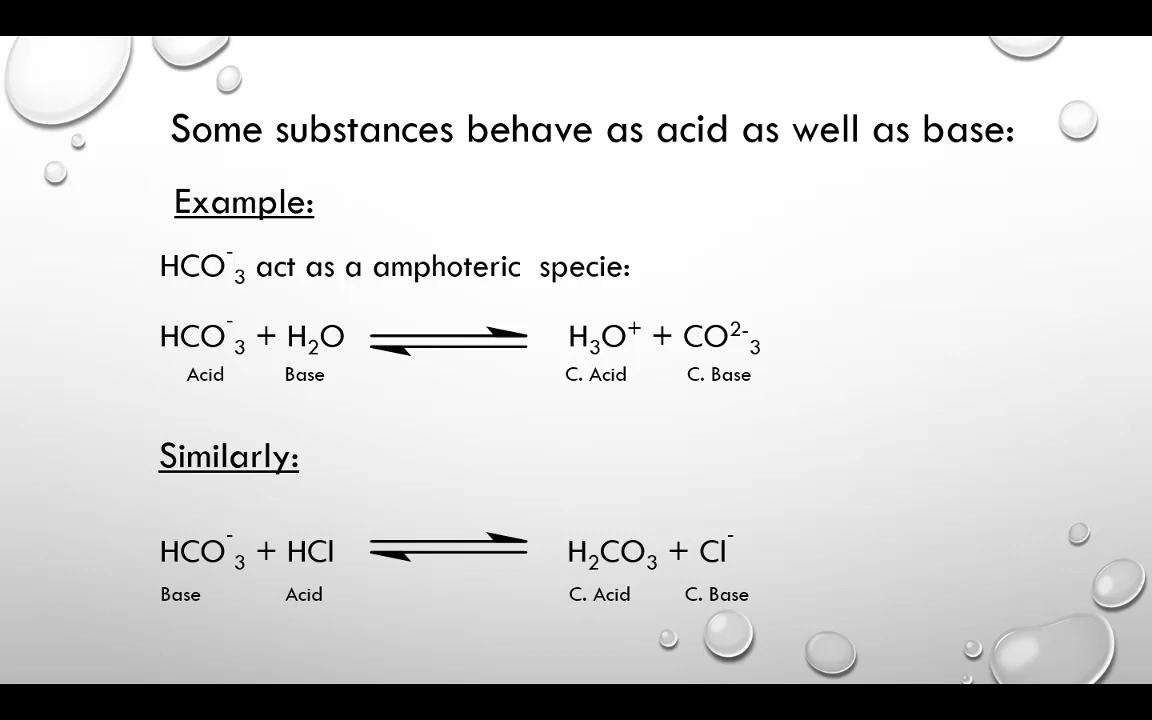 Some substances behave as acid as well as base:
Example:
HCO⁻₃ act as a amphoteric specie:
HCO⁻₃ + H₂O ⇌ H₃O⁺ + CO²⁻₃
Acid Base C. Acid C. Base
Similarly:
HCO⁻₃ + HCl ⇌ H₂CO₃ + Cl⁻
Base Acid C. Acid C. Base